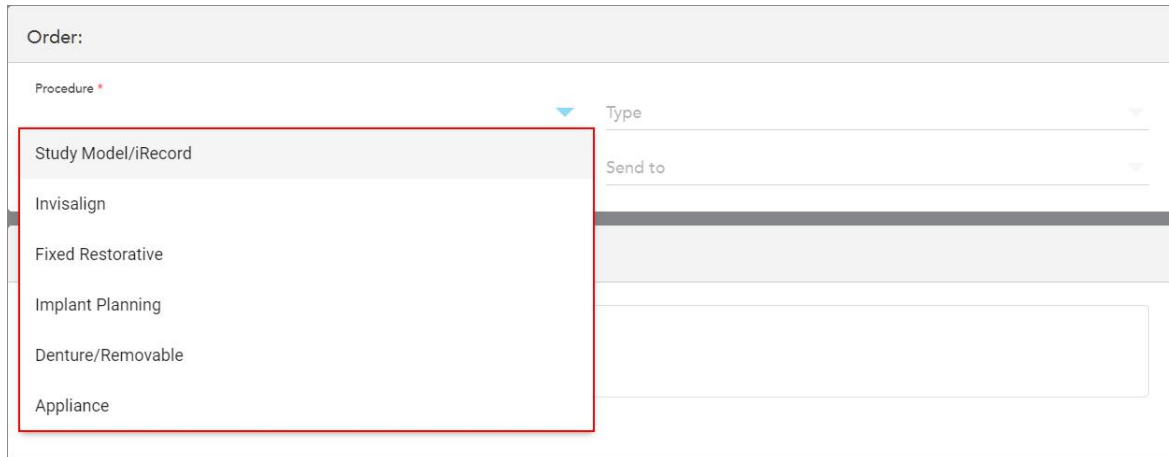 Order:
Procedure *
Type
Study Model/iRecord
Send to
Invisalign
Fixed Restorative
Implant Planning
Denture/Removable
Appliance